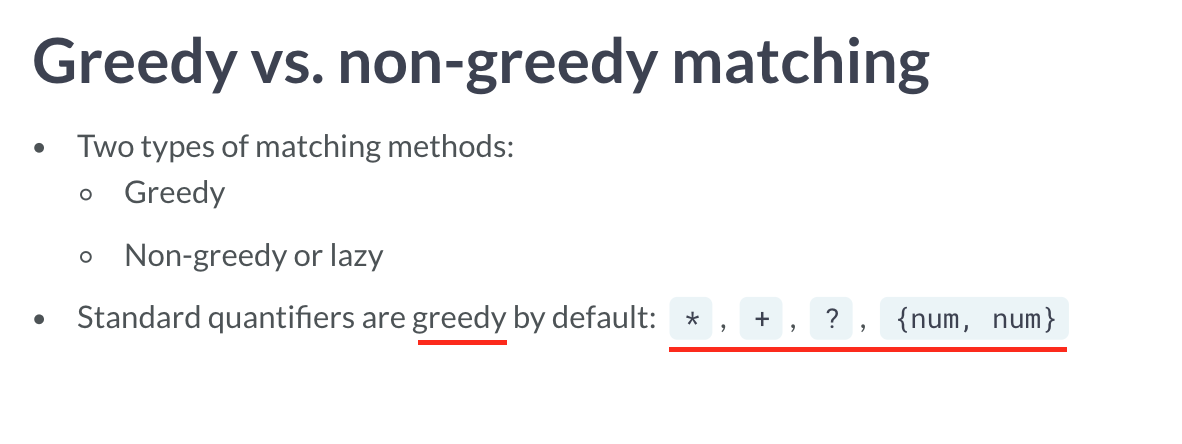 Greedy vs. non-greedy matching
• Two types of matching methods:
○ Greedy
○ Non-greedy or lazy
• Standard quantifiers are greedy by default: * , + , ? , {num, num}